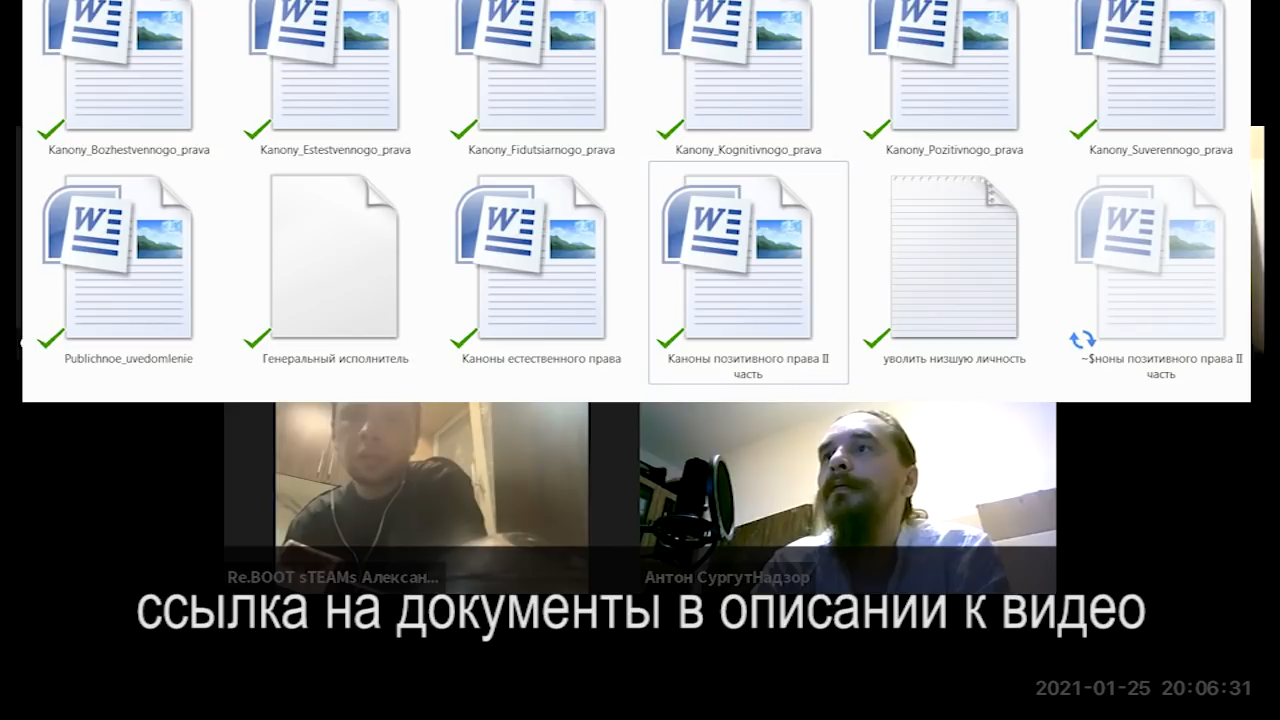 Kanony_Bozhestvennogo_prava
Kanony_Estestvennogo_prava
Kanony_Fidutsiarnogo_prava
Kanony_Kognitivnogo_prava
Kanony_Pozitivnogo_prava
Kanony_Suverennogo_prava
Publichnoe_uvedomlenie
Генеральный исполнитель
Каноны естественного права
Каноны позитивного права II
часть
уволить низшую личность
~$ноны позитивного права II
часть
Re.BOOT sTEAMs Алексан...
Антон СургутНадзор
ссылка на документы в описании к видео
2021-01-25 20:06:31